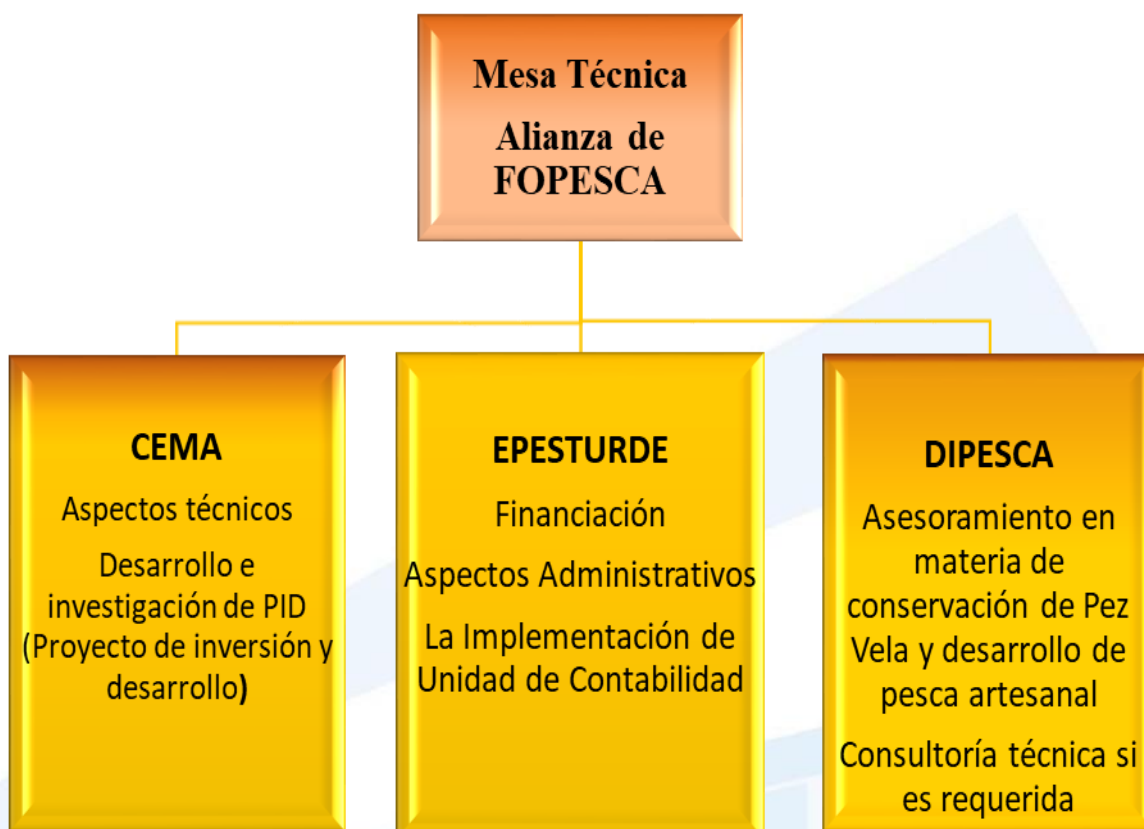 Mesa Técnica
Alianza de
FOPESCA
CEMA
Aspectos técnicos
Desarrollo e
investigación de PID
(Proyecto de inversión y
desarrollo)
EPESTURDE
Financiación
Aspectos Administrativos
La Implementación de
Unidad de Contabilidad
DIPESCA
Asesoramiento en
materia de
conservación de Pez
Vela y desarrollo de
pesca artesanal
Consultoría técnica si
es requerida